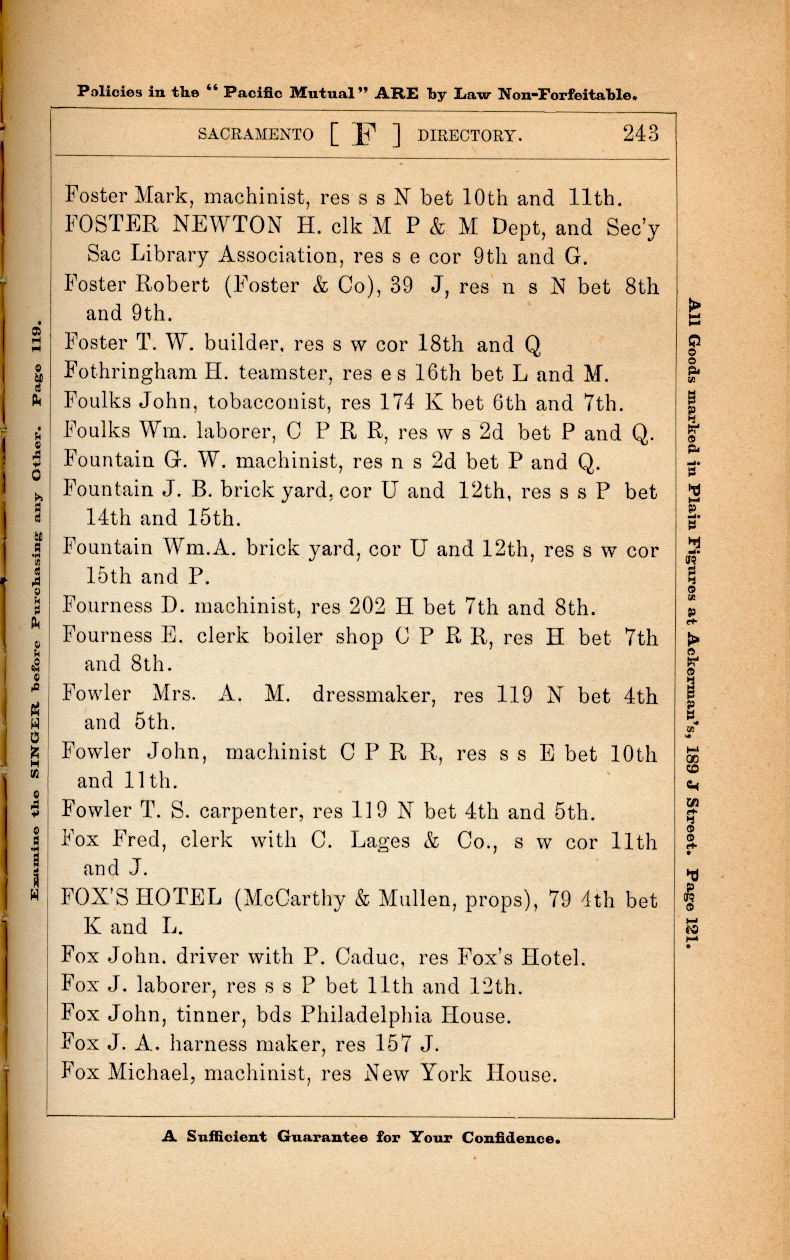 Policies in the “ Pacific Mutual” ARE by Law Non-Forfeitable.
SACRAMENTO [ F ] DIRECTORY. 243
Foster Mark, machinist, res s s N bet 10th and 11th.
FOSTER NEWTON H. clk M P & M Dept, and Sec'y
Sac Library Association, res s e cor 9th and G.
Foster Robert (Foster & Co), 39 J, res n s N bet 8th
and 9th.
Foster T. W. builder, res s w cor 18th and Q
Fothringham H. teamster, res e s 16th bet L and M.
Foulks John, tobacconist, res 174 K bet 6th and 7th.
Foulks Wm. laborer, C P R R, res w s 2d bet P and Q.
Fountain G. W. machinist, res n s 2d bet P and Q.
Fountain J. B. brick yard, cor U and 12th, res s s P bet
14th and 15th.
Fountain Wm.A. brick yard, cor U and 12th, res s w cor
15th and P.
Fourness D. machinist, res 202 H bet 7th and 8th.
Fourness E. clerk boiler shop C P R R, res H bet 7th
and 8th.
Fowler Mrs. A. M. dressmaker, res 119 N bet 4th
and 5th.
Fowler John, machinist C P R R, res s s E bet 10th
and 11th.
Fowler T. S. carpenter, res 119 N bet 4th and 5th.
Fox Fred, clerk with C. Lages & Co., s w cor 11th
and J.
FOX'S HOTEL (McCarthy & Mullen, props), 79 4th bet
K and L.
Fox John. driver with P. Caduc, res Fox's Hotel.
Fox J. laborer, res s s P bet 11th and 12th.
Fox John, tinner, bds Philadelphia House.
Fox J. A. harness maker, res 157 J.
Fox Michael, machinist, res New York House.
A Sufficient Guarantee for Your Confidence.
Examine the SINGER before Purchasing any Other. Page 119.
All Goods marked in Plain Figures at Ackerman's, 189 J Street. Page 121.